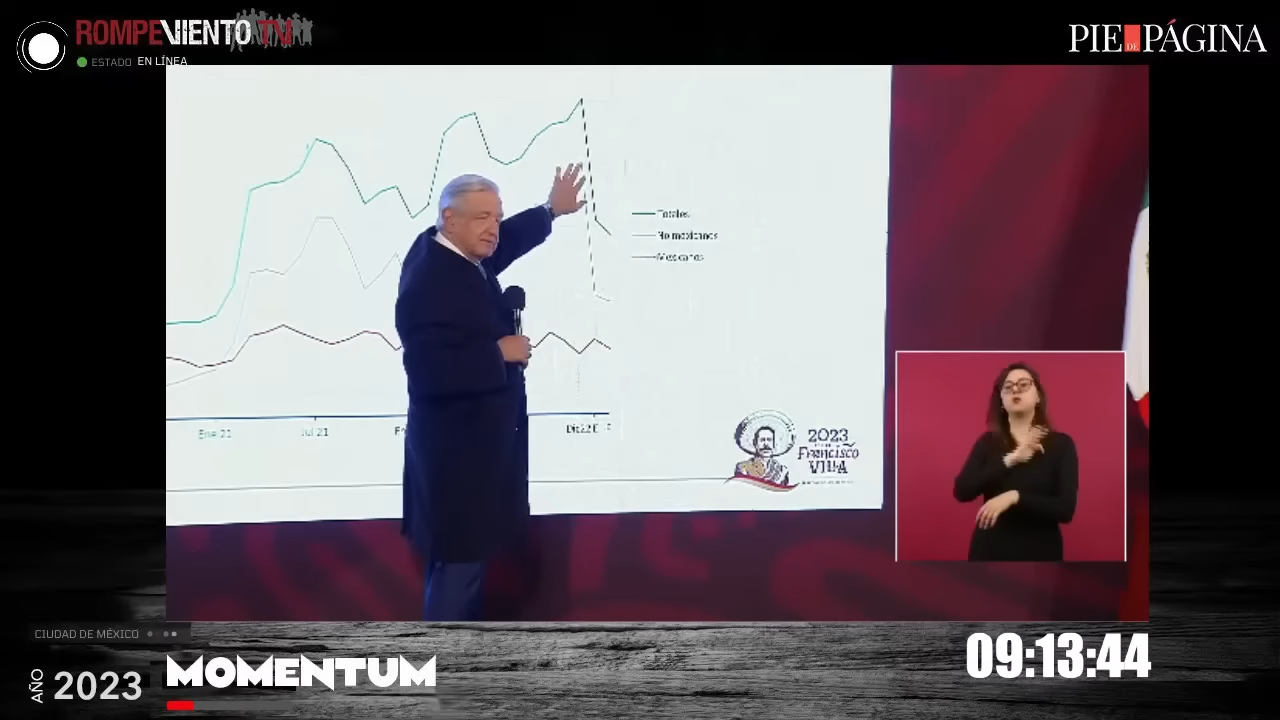 ROMPEVIENTO TV
ESTADO EN LÍNEA
PIE DE PÁGINA
Totales
No mexicanos
Mexicanos
Ene 21
Jul 21
2023
Francisco
VILLA
CIUDAD DE MÉXICO
AÑO 2023
MOMENTUM
09:13:44